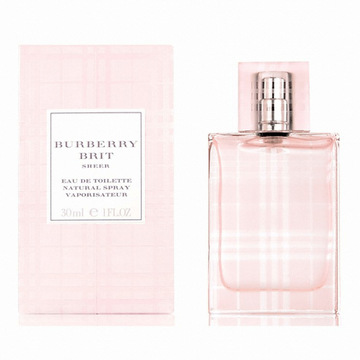 BURBERRY
BRIT
SHEER
EAU DE TOILETTE
NATURAL SPRAY
VAPORISATEUR
30ml ℮ 1FL.OZ